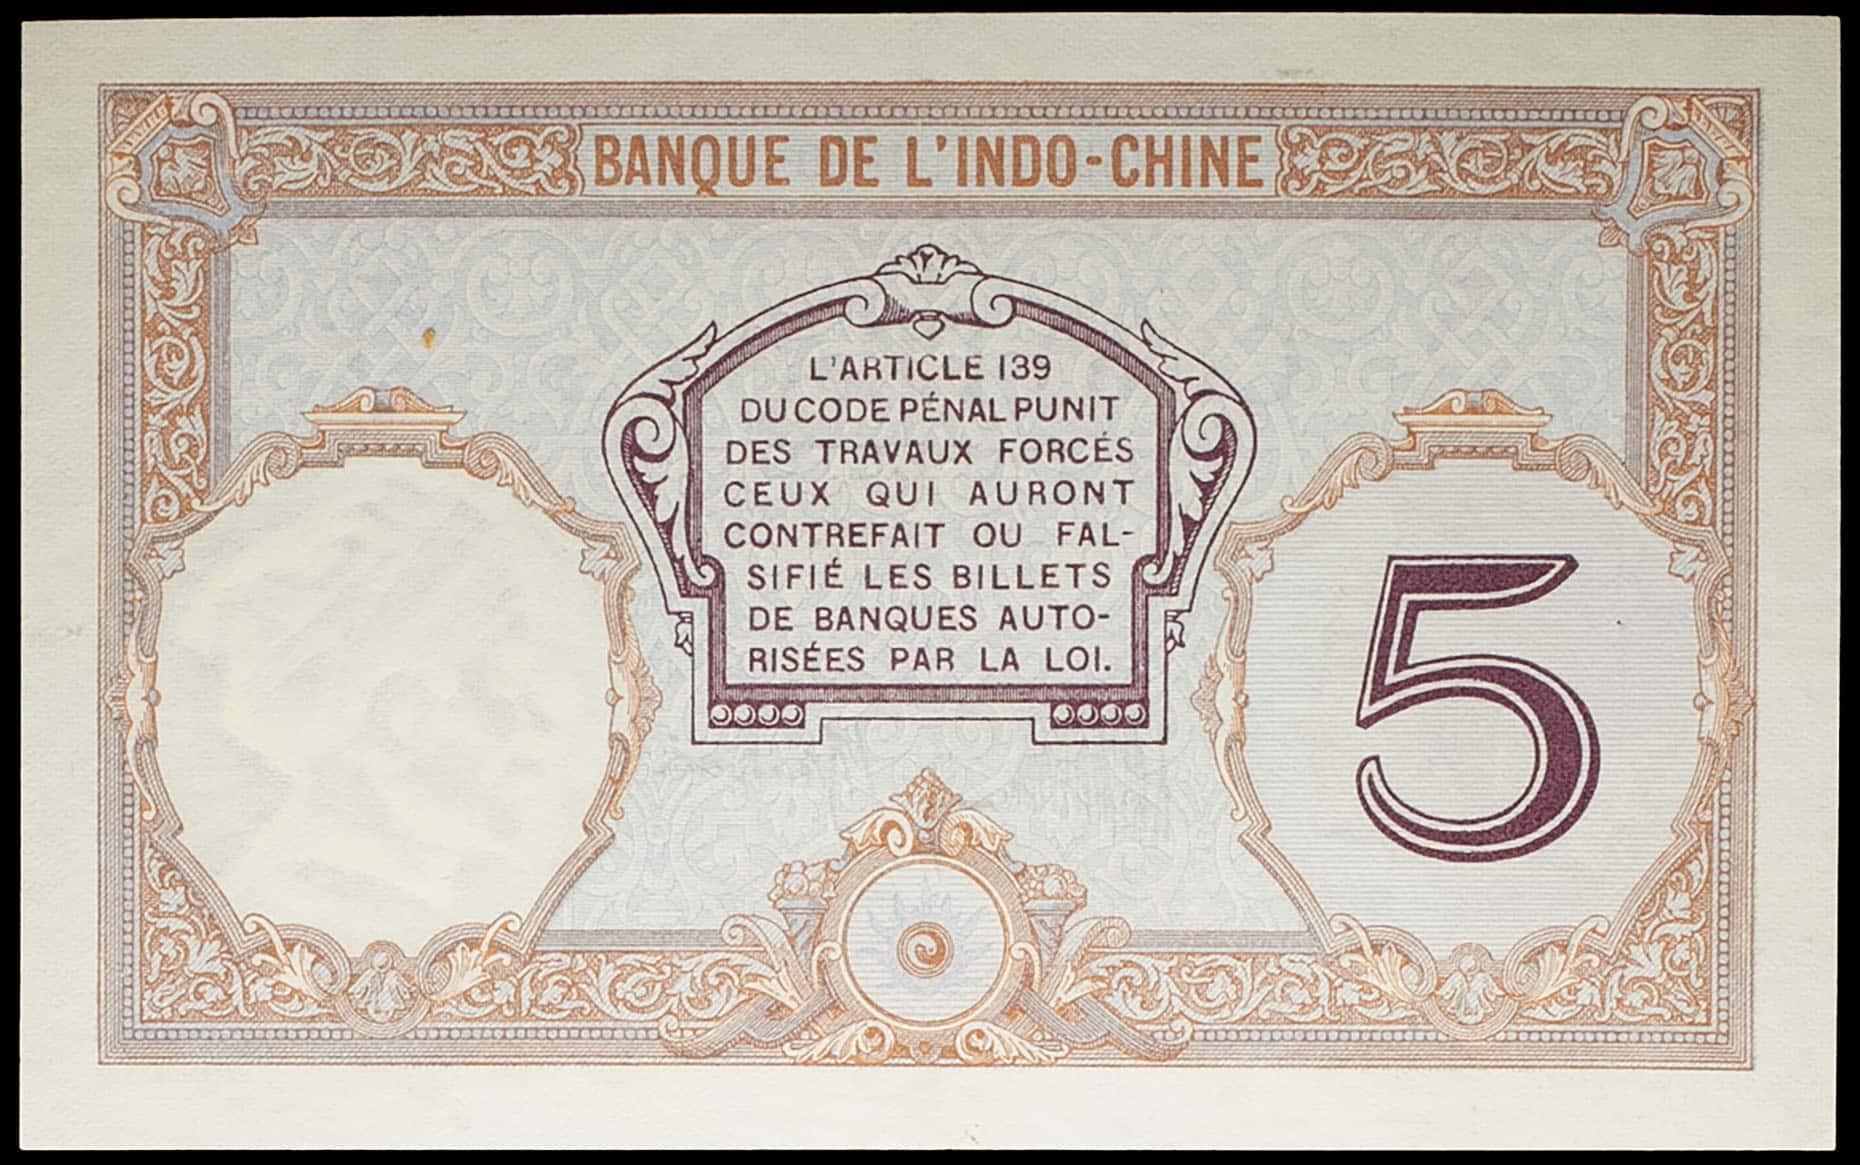 BANQUE DE L'INDO-CHINE
L'ARTICLE 139
DU CODE PÉNAL PUNIT
DES TRAVAUX FORCÉS
CEUX QUI AURONT
CONTREFAIT OU FAL-
SIFIÉ LES BILLETS
DE BANQUES AUTO-
RISÉES PAR LA LOI.
5